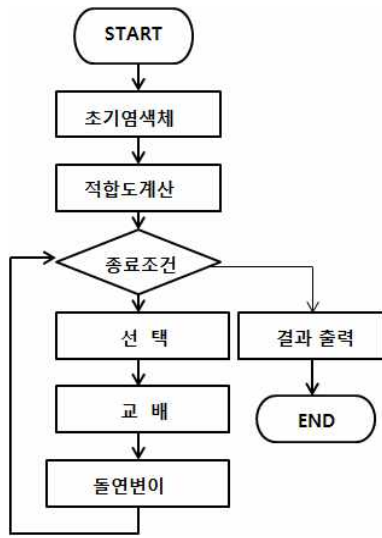 START
초기염색체
적합도계산
종료조건
선 택
결과 출력
교 배
END
돌연변이